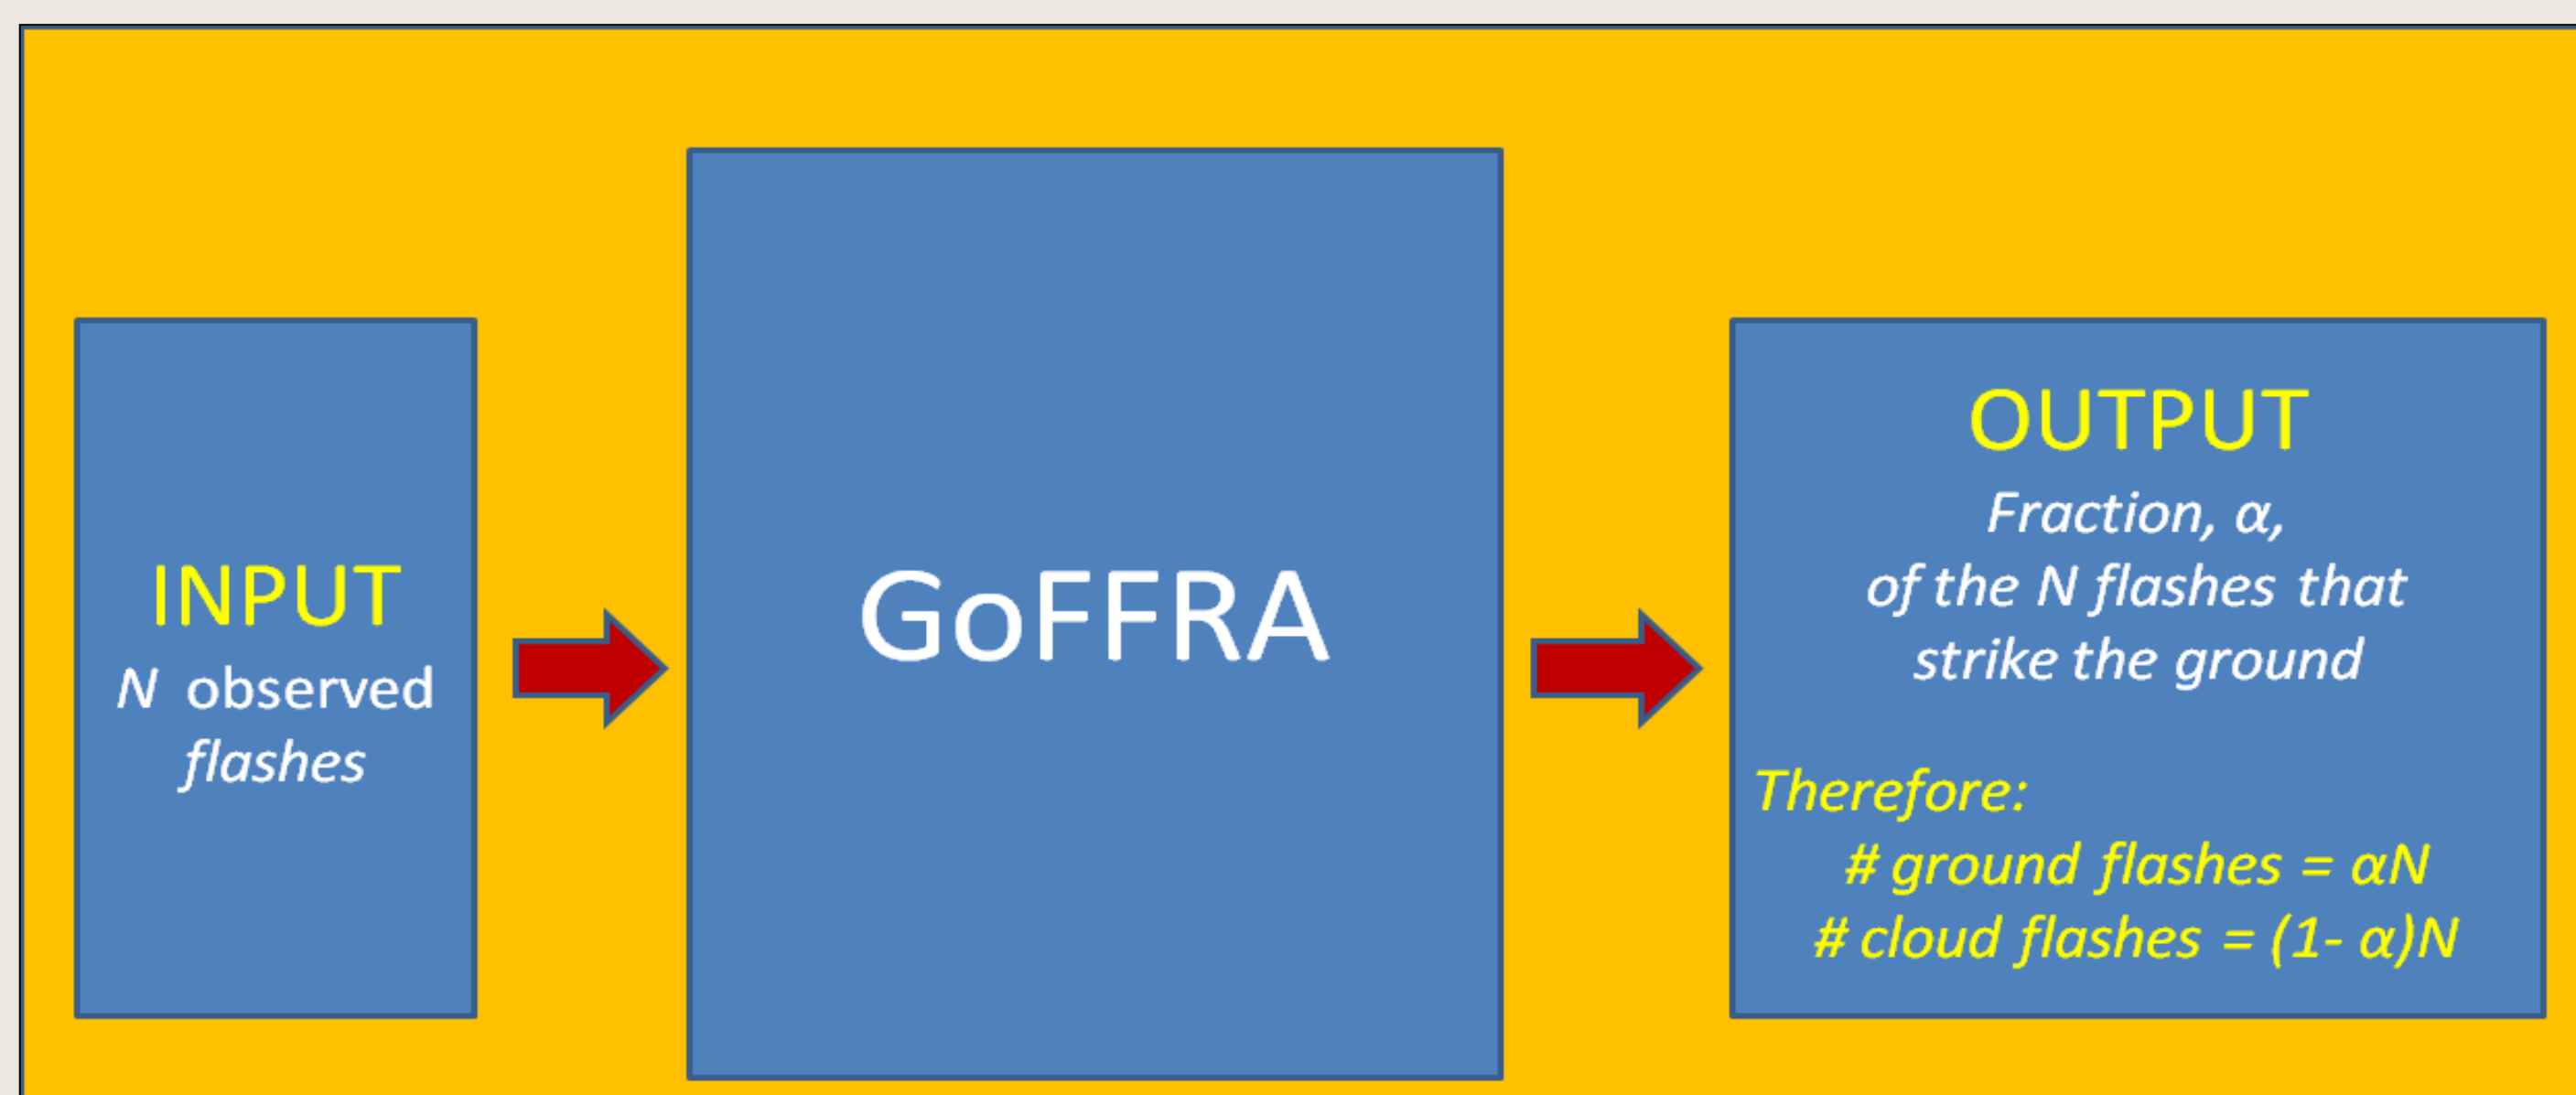 INPUT
N observed
flashes
GoFFRA
OUTPUT
Fraction, α,
of the N flashes that
strike the ground
Therefore:
# ground flashes = αN
# cloud flashes = (1- α)N